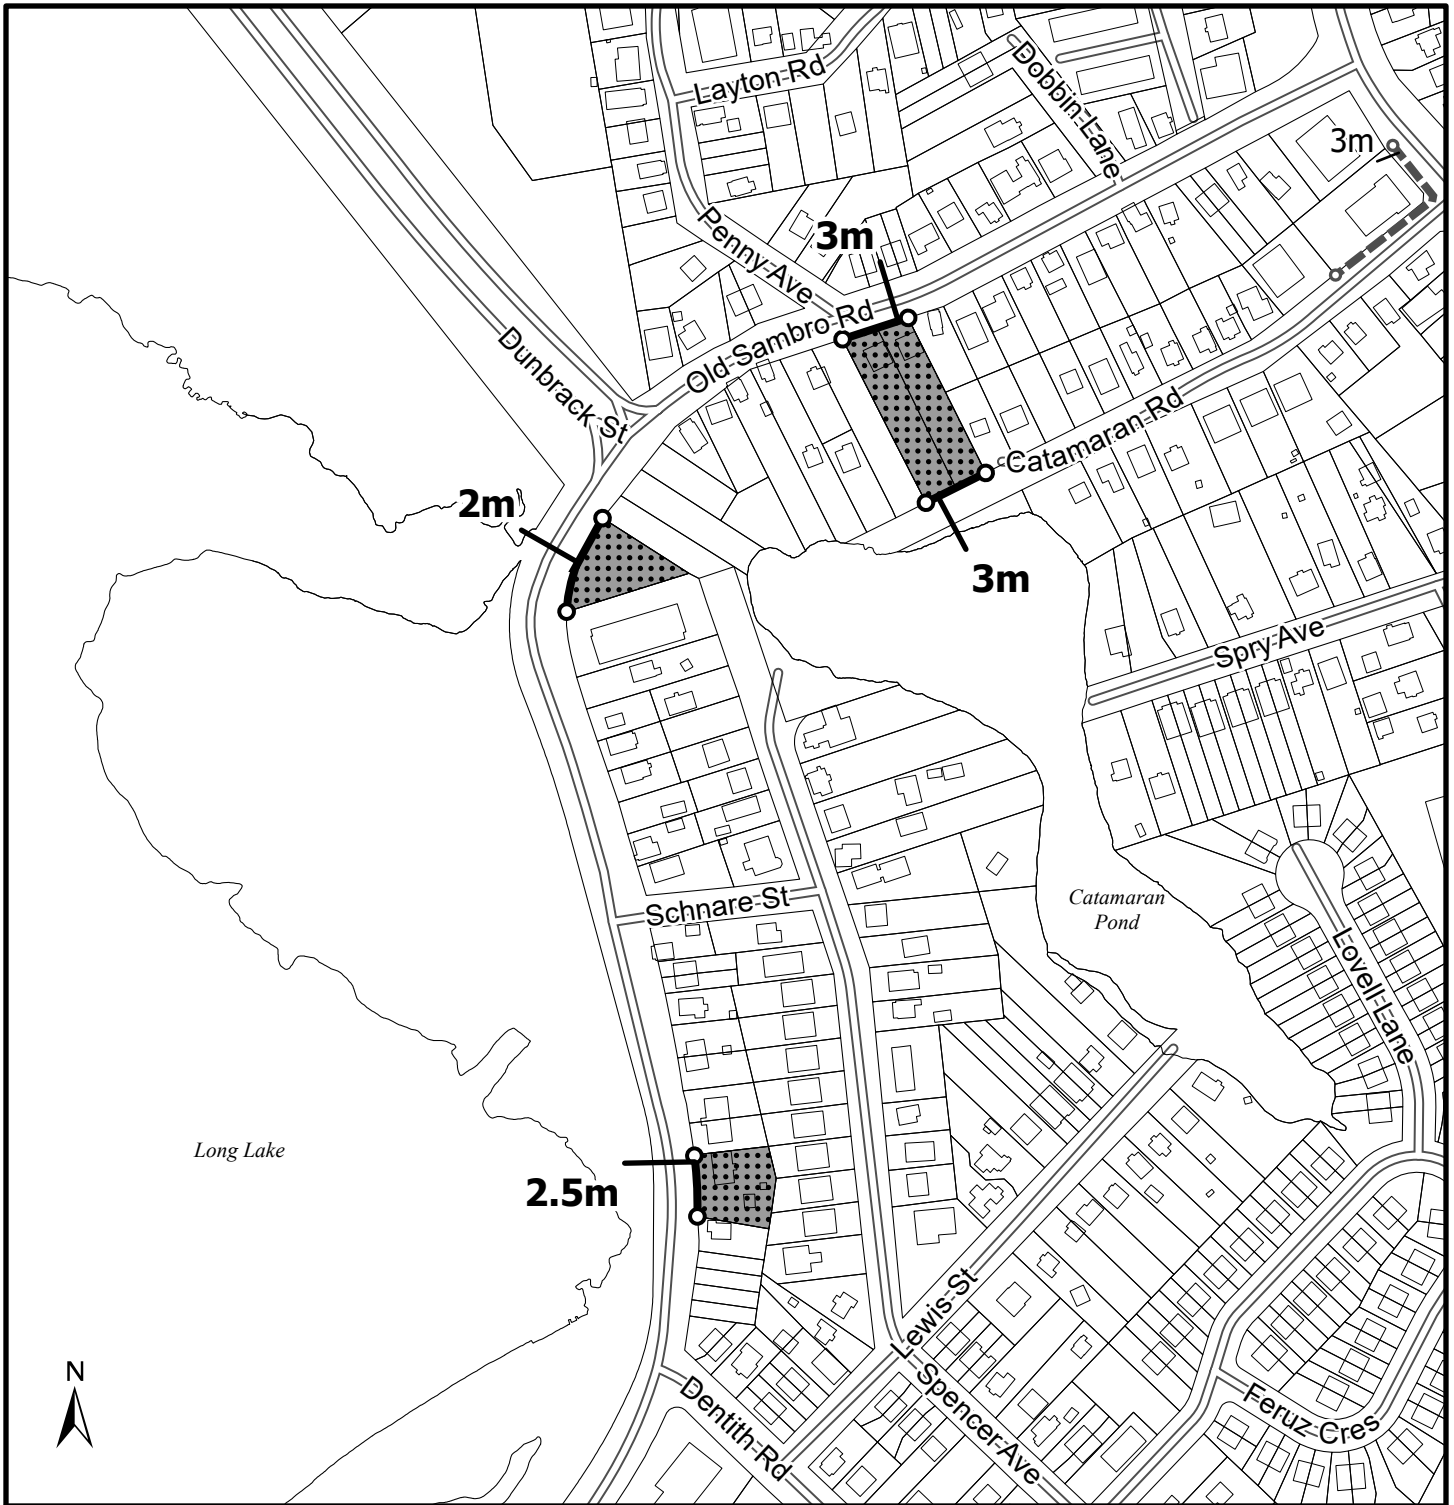 Layton Rd
Dobbin Lane
3m
Penny Ave
3m
Old Sambro Rd
Dunbrack St
Catamaran Rd
2m
3m
Spry Ave
Schnare St
Catamaran
Pond
Lovell Lane
Long Lake
2.5m
Lewis St
N
Spencer Ave
Dentith Rd
Feruz Cres